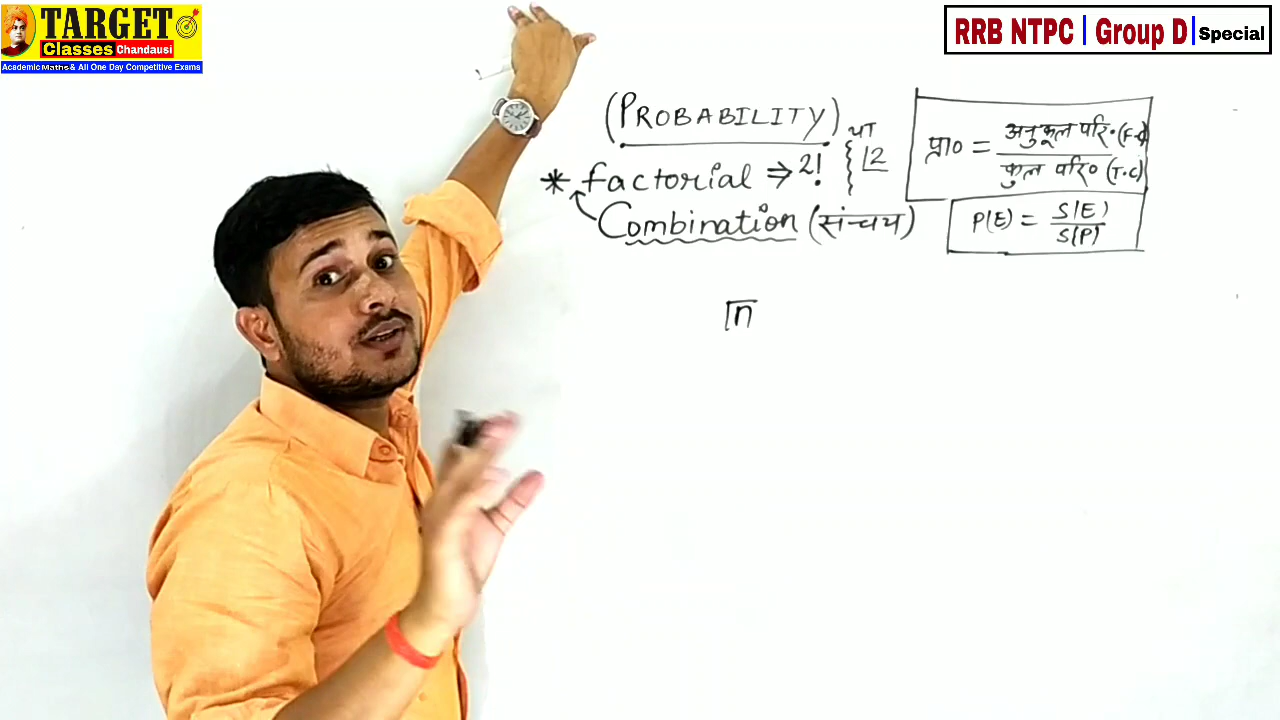 TARGET
Classes Chandausi
Academic Maths & All One Day Competitive Exams
RRB NTPC | Group D | Special
(PROBABILITY)
* factorial ⇒ 2! या |2
Combination (संन्चय)
प्रा० = अनुकूल परि० (F.C)
कुल परि० (T.C)
P(E) = S(E)
S(P)
n